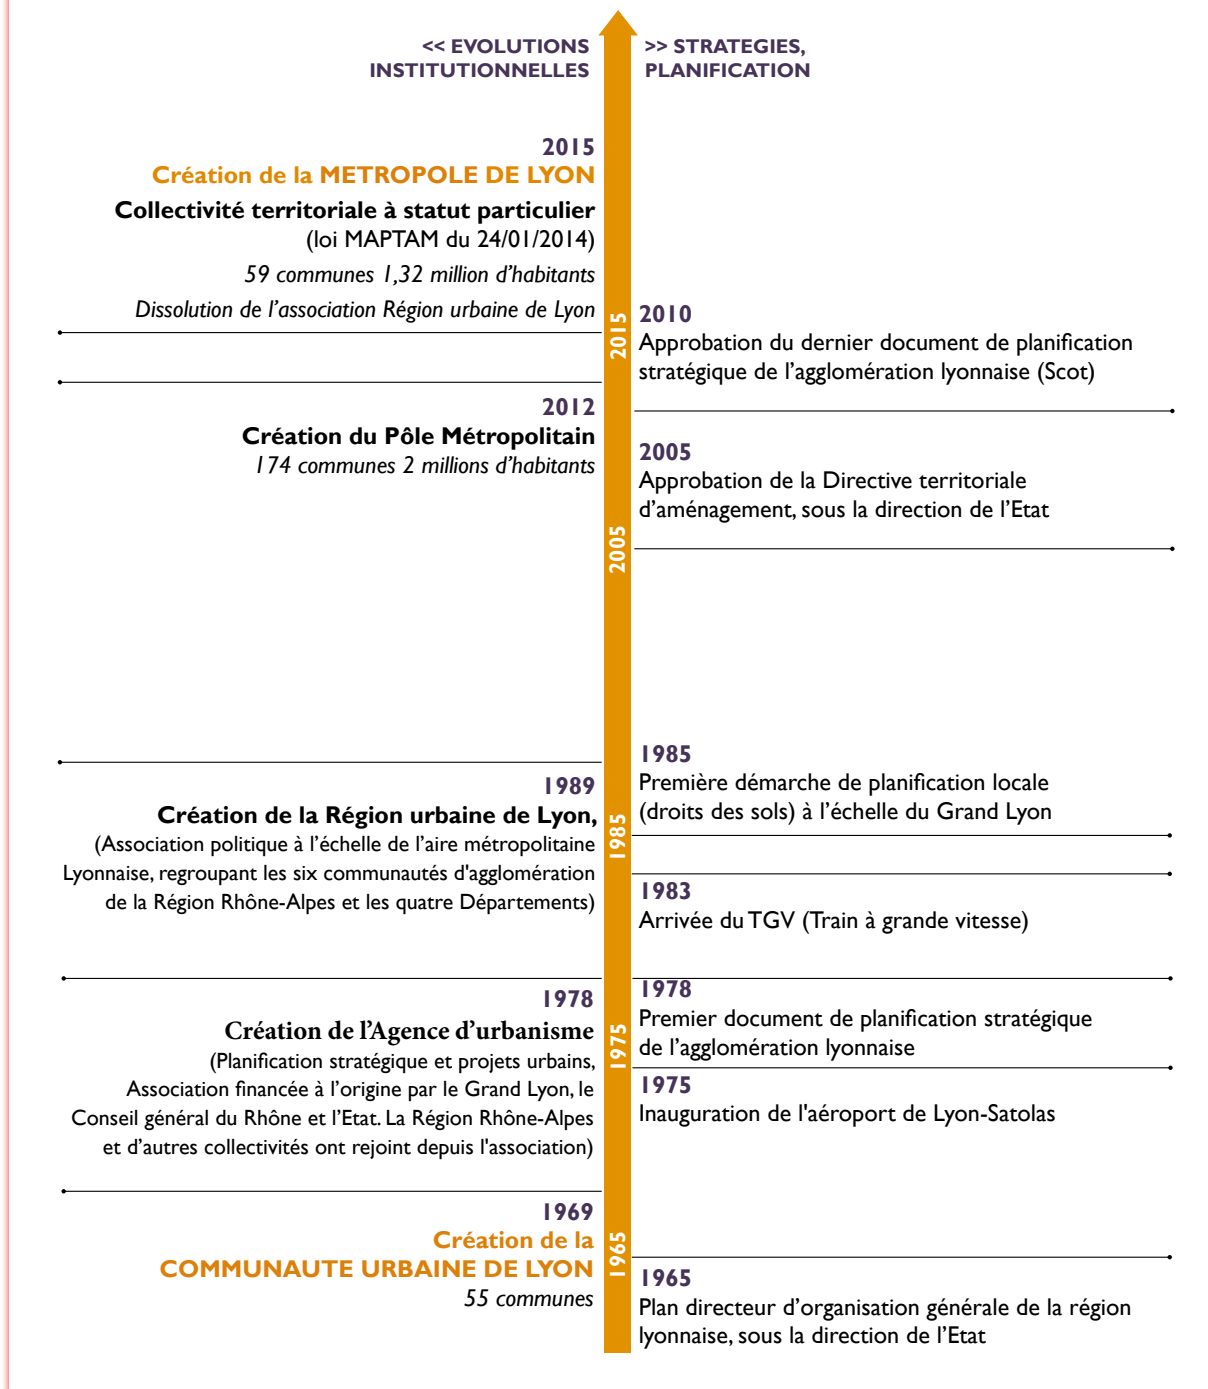 << EVOLUTIONS
INSTITUTIONNELLES
>> STRATEGIES,
PLANIFICATION
2015
Création de la METROPOLE DE LYON
Collectivité territoriale à statut particulier
(loi MAPTAM du 24/01/2014)
59 communes 1,32 million d’habitants
Dissolution de l’association Région urbaine de Lyon
2012
Création du Pôle Métropolitain
174 communes 2 millions d’habitants
1989
Création de la Région urbaine de Lyon,
(Association politique à l’échelle de l’aire métropolitaine
Lyonnaise, regroupant les six communautés d'agglomération
de la Région Rhône-Alpes et les quatre Départements)
1978
Création de l’Agence d’urbanisme
(Planification stratégique et projets urbains,
Association financée à l’origine par le Grand Lyon, le
Conseil général du Rhône et l’Etat. La Région Rhône-Alpes
et d’autres collectivités ont rejoint depuis l'association)
1969
Création de la
COMMUNAUTE URBAINE DE LYON
55 communes
2015
2005
1985
1975
1965
2010
Approbation du dernier document de planification
stratégique de l’agglomération lyonnaise (Scot)
2005
Approbation de la Directive territoriale
d’aménagement, sous la direction de l’Etat
1985
Première démarche de planification locale
(droits des sols) à l’échelle du Grand Lyon
1983
Arrivée du TGV (Train à grande vitesse)
1978
Premier document de planification stratégique
de l’agglomération lyonnaise
1975
Inauguration de l'aéroport de Lyon-Satolas
1965
Plan directeur d’organisation générale de la région
lyonnaise, sous la direction de l’Etat